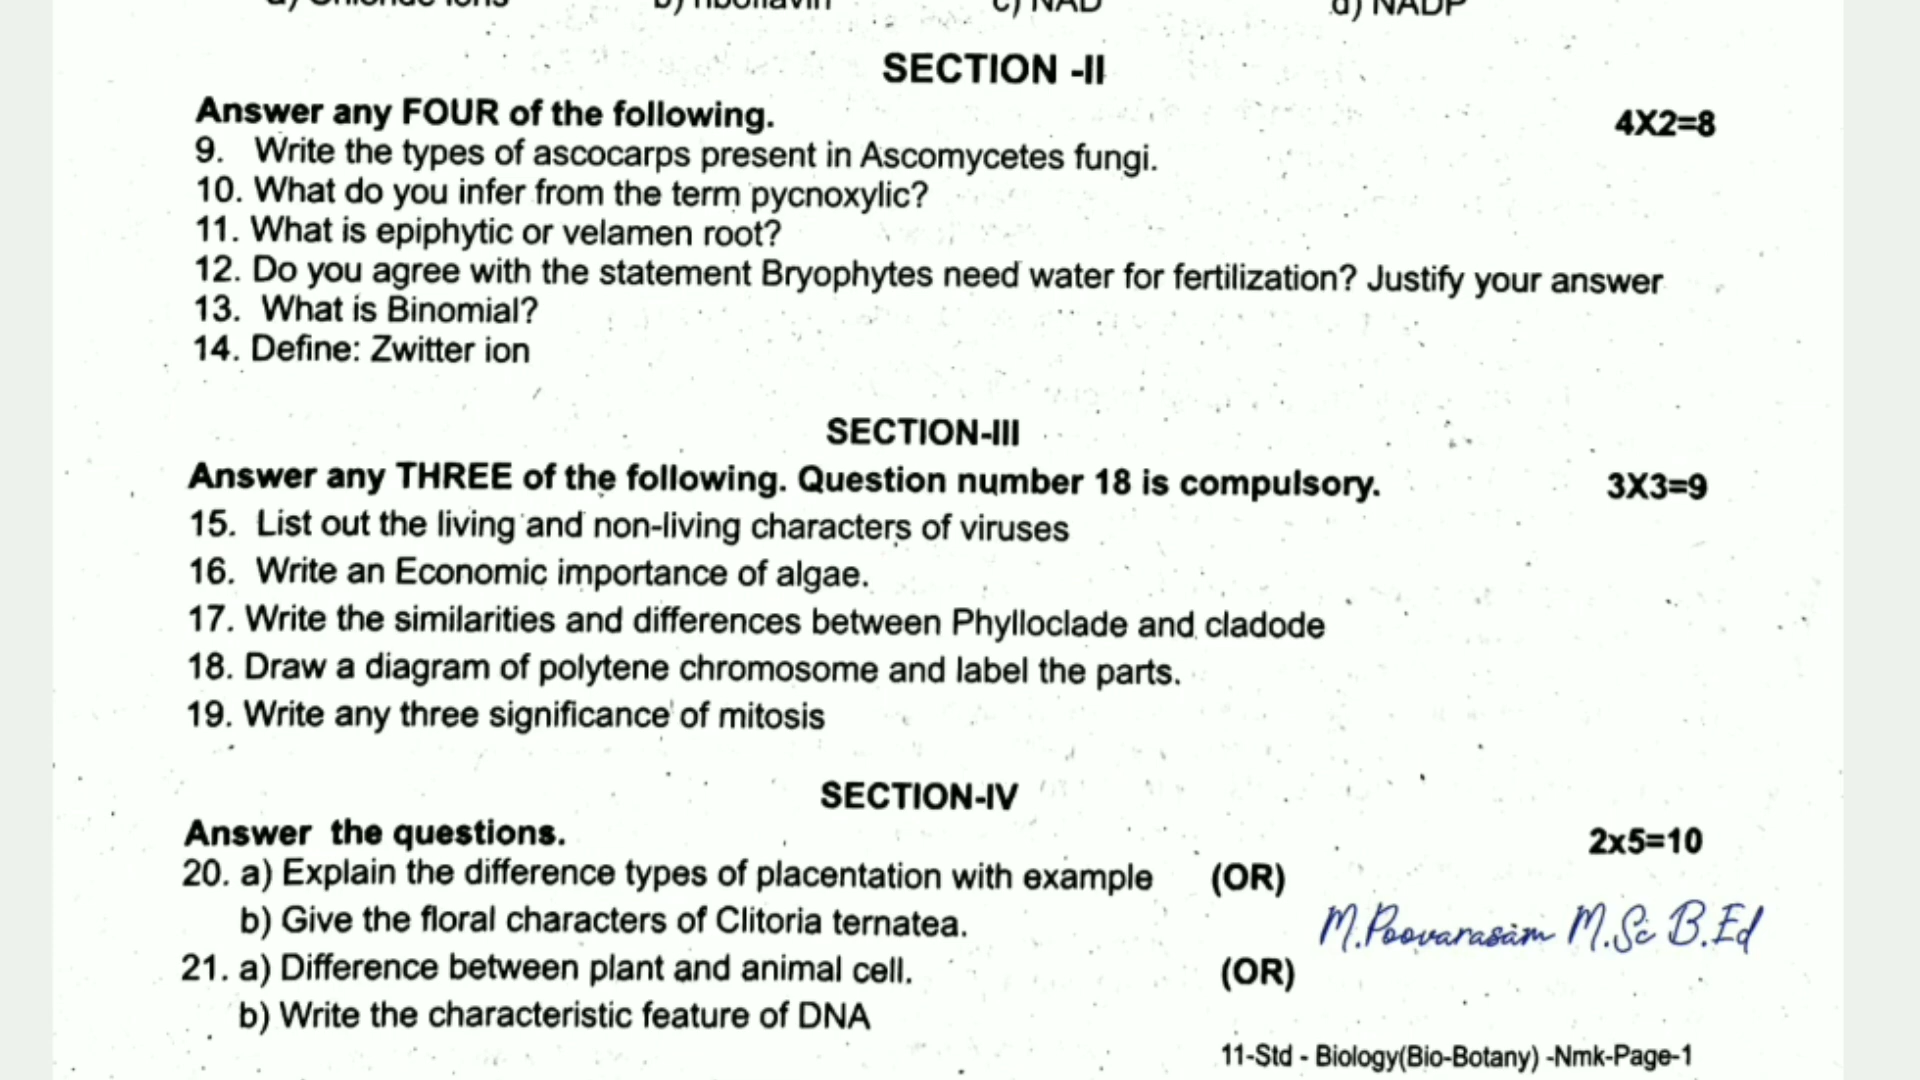 a) Chloride ions b) riboflavin c) NAD d) NADP
SECTION -II
Answer any FOUR of the following. 4X2=8
9. Write the types of ascocarps present in Ascomycetes fungi.
10. What do you infer from the term pycnoxylic?
11. What is epiphytic or velamen root?
12. Do you agree with the statement Bryophytes need water for fertilization? Justify your answer
13. What is Binomial?
14. Define: Zwitter ion
SECTION-III
Answer any THREE of the following. Question number 18 is compulsory. 3X3=9
15. List out the living and non-living characters of viruses
16. Write an Economic importance of algae.
17. Write the similarities and differences between Phylloclade and cladode
18. Draw a diagram of polytene chromosome and label the parts.
19. Write any three significance of mitosis
SECTION-IV
Answer the questions. 2x5=10
20. a) Explain the difference types of placentation with example (OR)
b) Give the floral characters of Clitoria ternatea. M.Poovarasam M.Sc B.Ed
21. a) Difference between plant and animal cell. (OR)
b) Write the characteristic feature of DNA
11-Std - Biology(Bio-Botany) -Nmk-Page-1